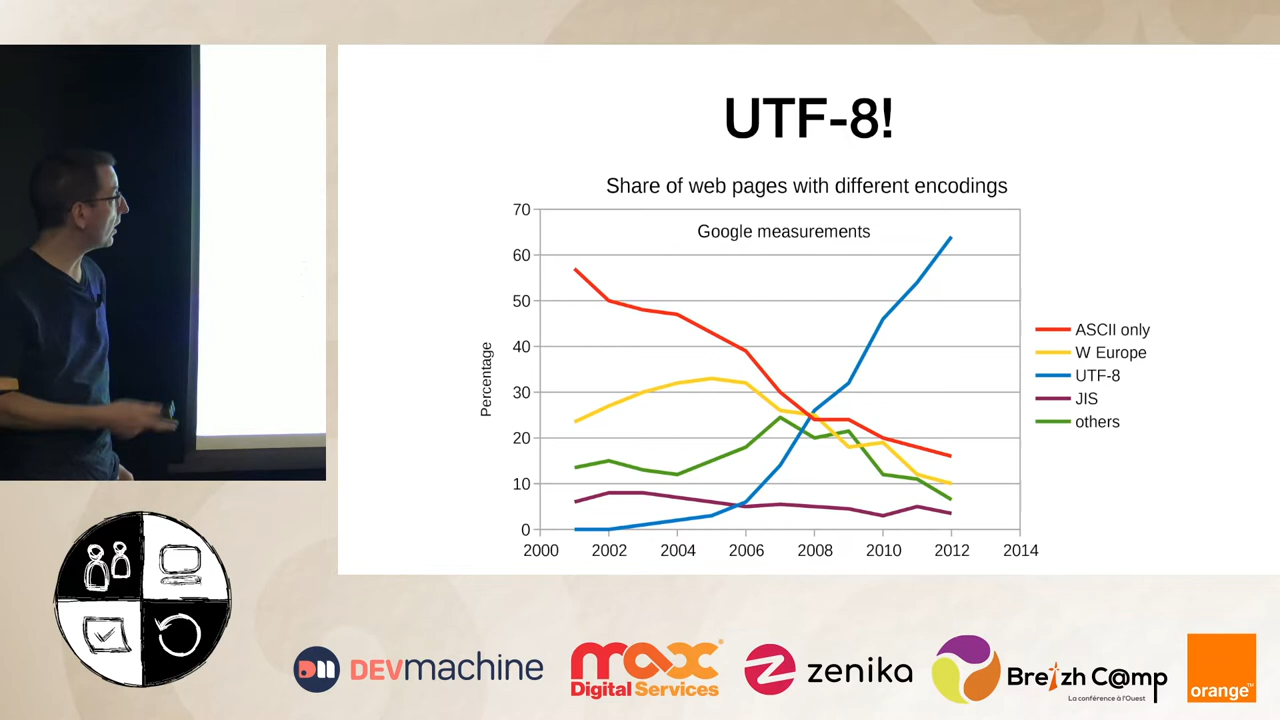 UTF-8!
Share of web pages with different encodings
Google measurements
Percentage
70
60
50
40
30
20
10
0
2000 2002 2004 2006 2008 2010 2012 2014
ASCII only
W Europe
UTF-8
JIS
others
DEVmachine
max
Digital Services
zenika
Breizh C@mp
La conférence à l'Ouest
orange™